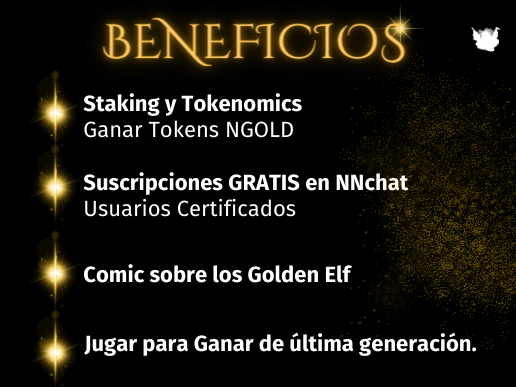 BENEFICIOS
Staking y Tokenomics
Ganar Tokens NGOLD
Suscripciones GRATIS en NNchat
Usuarios Certificados
Comic sobre los Golden Elf
Jugar para Ganar de última generación.